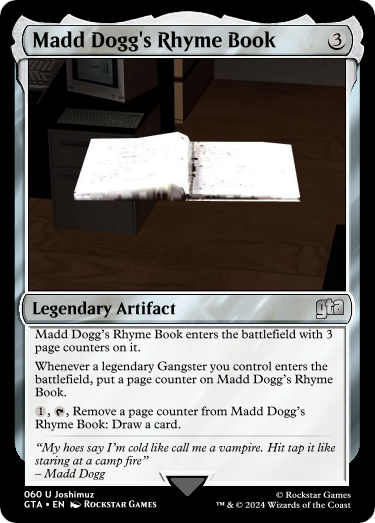 Madd Dogg's Rhyme Book 3
Legendary Artifact gta
Madd Dogg's Rhyme Book enters the battlefield with 3
page counters on it.
Whenever a legendary Gangster you control enters the
battlefield, put a page counter on Madd Dogg's Rhyme
Book.
1, , Remove a page counter from Madd Dogg's
Rhyme Book: Draw a card.
"My hoes say I'm cold like call me a vampire. Hit tap it like
staring at a camp fire"
– Madd Dogg
060 U Joshimuz © Rockstar Games
GTA • EN Rockstar Games ™ & © 2024 Wizards of the Coast